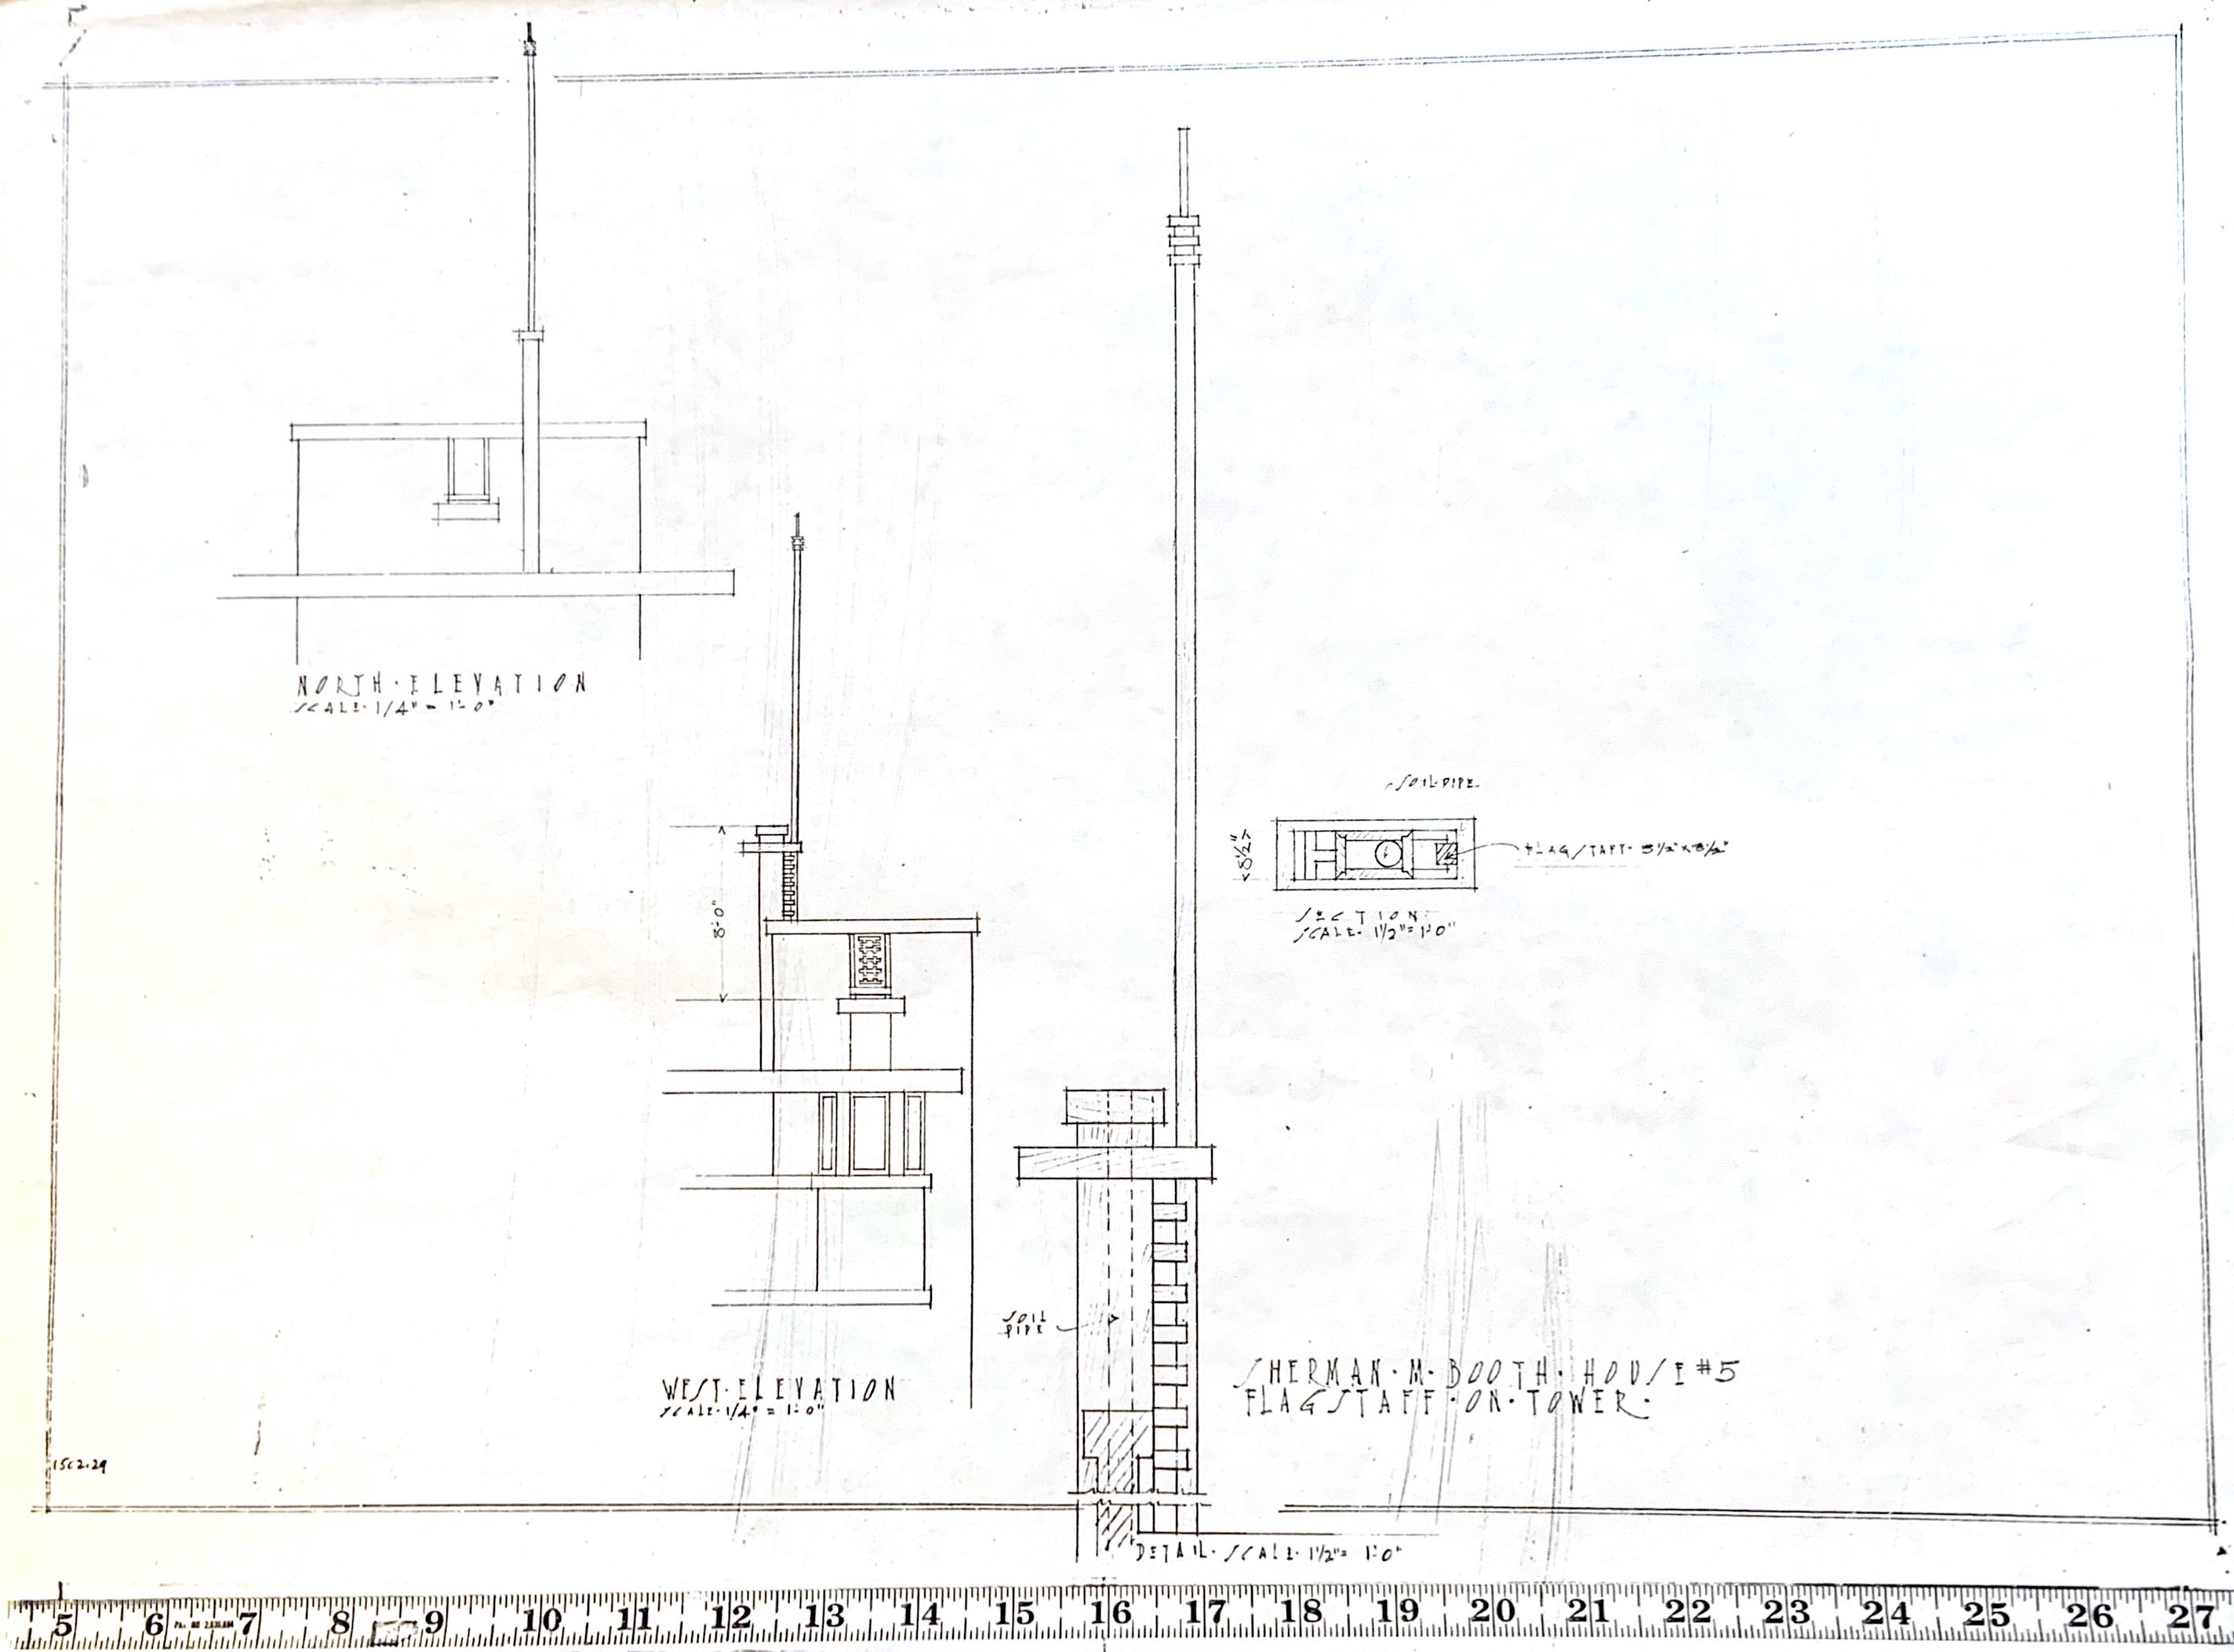 NORTH · ELEVATION
SCALE · 1/4" = 1'-0"
8'-0"
WEST · ELEVATION
SCALE · 1/4" = 1'-0"
SOIL PIPE
8 1/2"
FLAGSTAFF ·
SECTION
SCALE · 1 1/2" = 1'-0"
SOIL
PIPE
SHERMAN · M · BOOTH · HOUSE #5
FLAGSTAFF · ON · TOWER ·
DETAIL · SCALE · 1 1/2" = 1'-0"
5 6 7 8 9 10 11 12 13 14 15 16 17 18 19 20 21 22 23 24 25 26 27